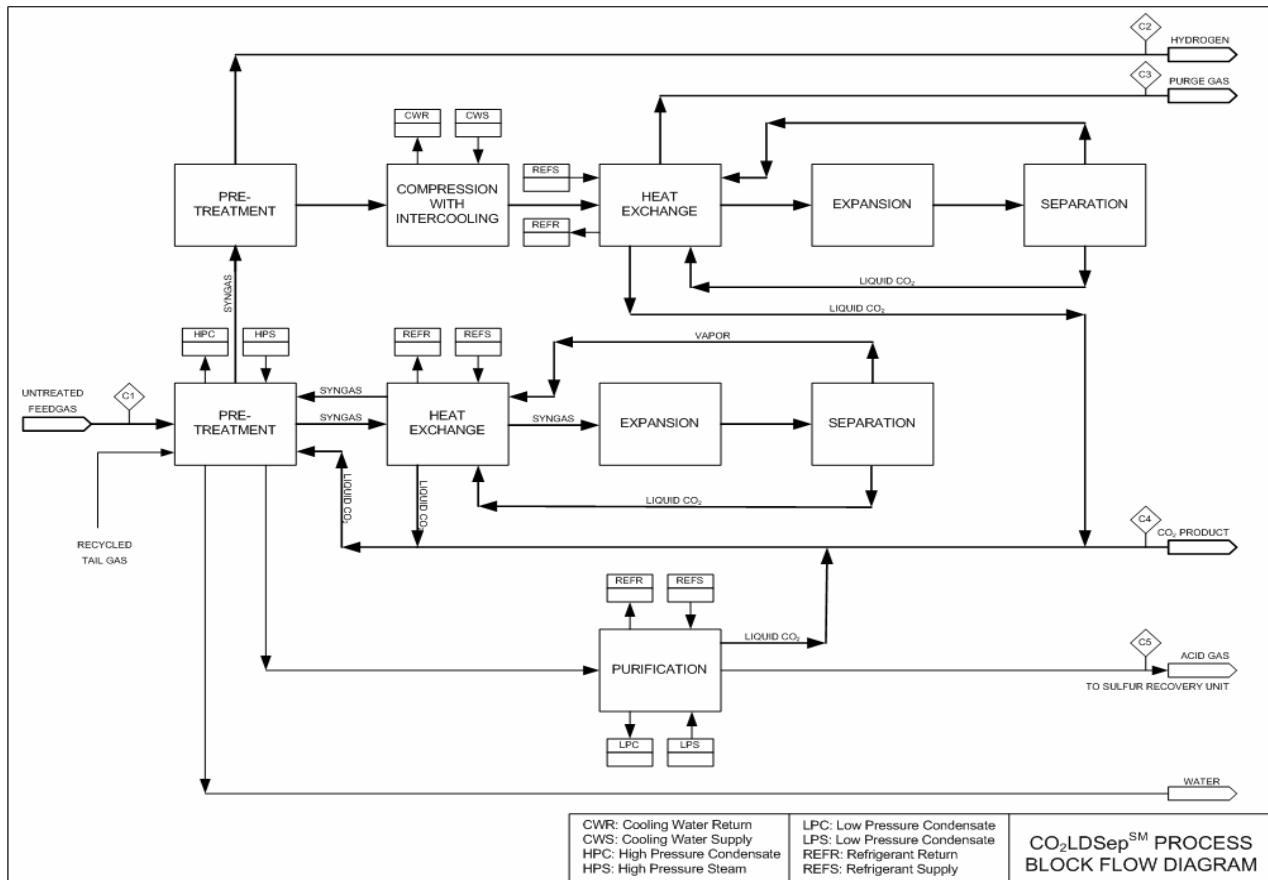 C2
HYDROGEN
C3
PURGE GAS
CWR
CWS
PRE-
TREATMENT
COMPRESSION
WITH
INTERCOOLING
REFS
REFR
HEAT
EXCHANGE
EXPANSION
SEPARATION
LIQUID CO₂
LIQUID CO₂
SYNGAS
HPC
HPS
REFR
REFS
VAPOR
UNTREATED
FEEDGAS
C1
PRE-
TREATMENT
SYNGAS
SYNGAS
HEAT
EXCHANGE
SYNGAS
EXPANSION
SEPARATION
LIQUID CO₂
LIQUID CO₂
LIQUID CO₂
RECYCLED
TAIL GAS
C4
CO₂ PRODUCT
REFR
REFS
PURIFICATION
LIQUID CO₂
C5
ACID GAS
TO SULFUR RECOVERY UNIT
LPC
LPS
WATER
CWR: Cooling Water Return
CWS: Cooling Water Supply
HPC: High Pressure Condensate
HPS: High Pressure Steam
LPC: Low Pressure Condensate
LPS: Low Pressure Condensate
REFR: Refrigerant Return
REFS: Refrigerant Supply
CO₂LDSep℠ PROCESS
BLOCK FLOW DIAGRAM